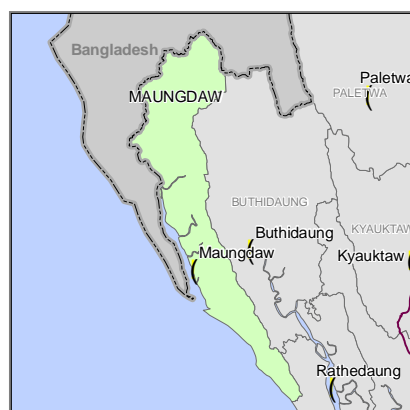 Bangladesh
Paletwa
PALETWA
MAUNGDAW
BUTHIDAUNG
Buthidaung
KYAUKTAW
Maungdaw
Kyauktaw
Rathedaung